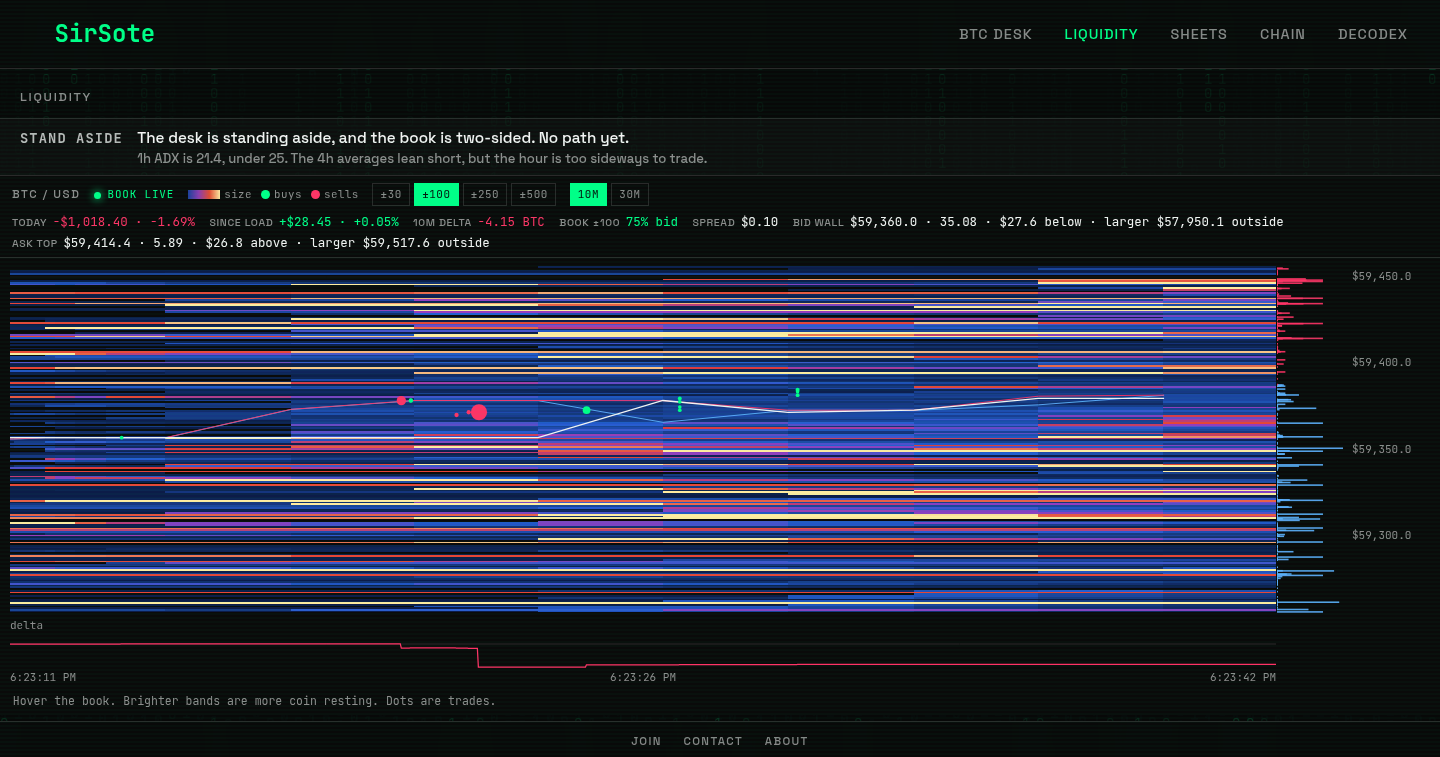 SirSote
BTC DESK LIQUIDITY SHEETS CHAIN DECODEX
LIQUIDITY
STAND ASIDE The desk is standing aside, and the book is two-sided. No path yet.
1h ADX is 21.4, under 25. The 4h averages lean short, but the hour is too sideways to trade.
BTC / USD BOOK LIVE size buys sells ±30 ±100 ±250 ±500 10M 30M
TODAY -$1,018.40 · -1.69% SINCE LOAD +$28.45 · +0.05% 10M DELTA -4.15 BTC BOOK ±100 75% bid SPREAD $0.10 BID WALL $59,360.0 · 35.08 · $27.6 below · larger $57,950.1 outside
ASK TOP $59,414.4 · 5.89 · $26.8 above · larger $59,517.6 outside
$59,450.0
$59,400.0
$59,350.0
$59,300.0
delta
6:23:11 PM 6:23:26 PM 6:23:42 PM
Hover the book. Brighter bands are more coin resting. Dots are trades.
JOIN CONTACT ABOUT